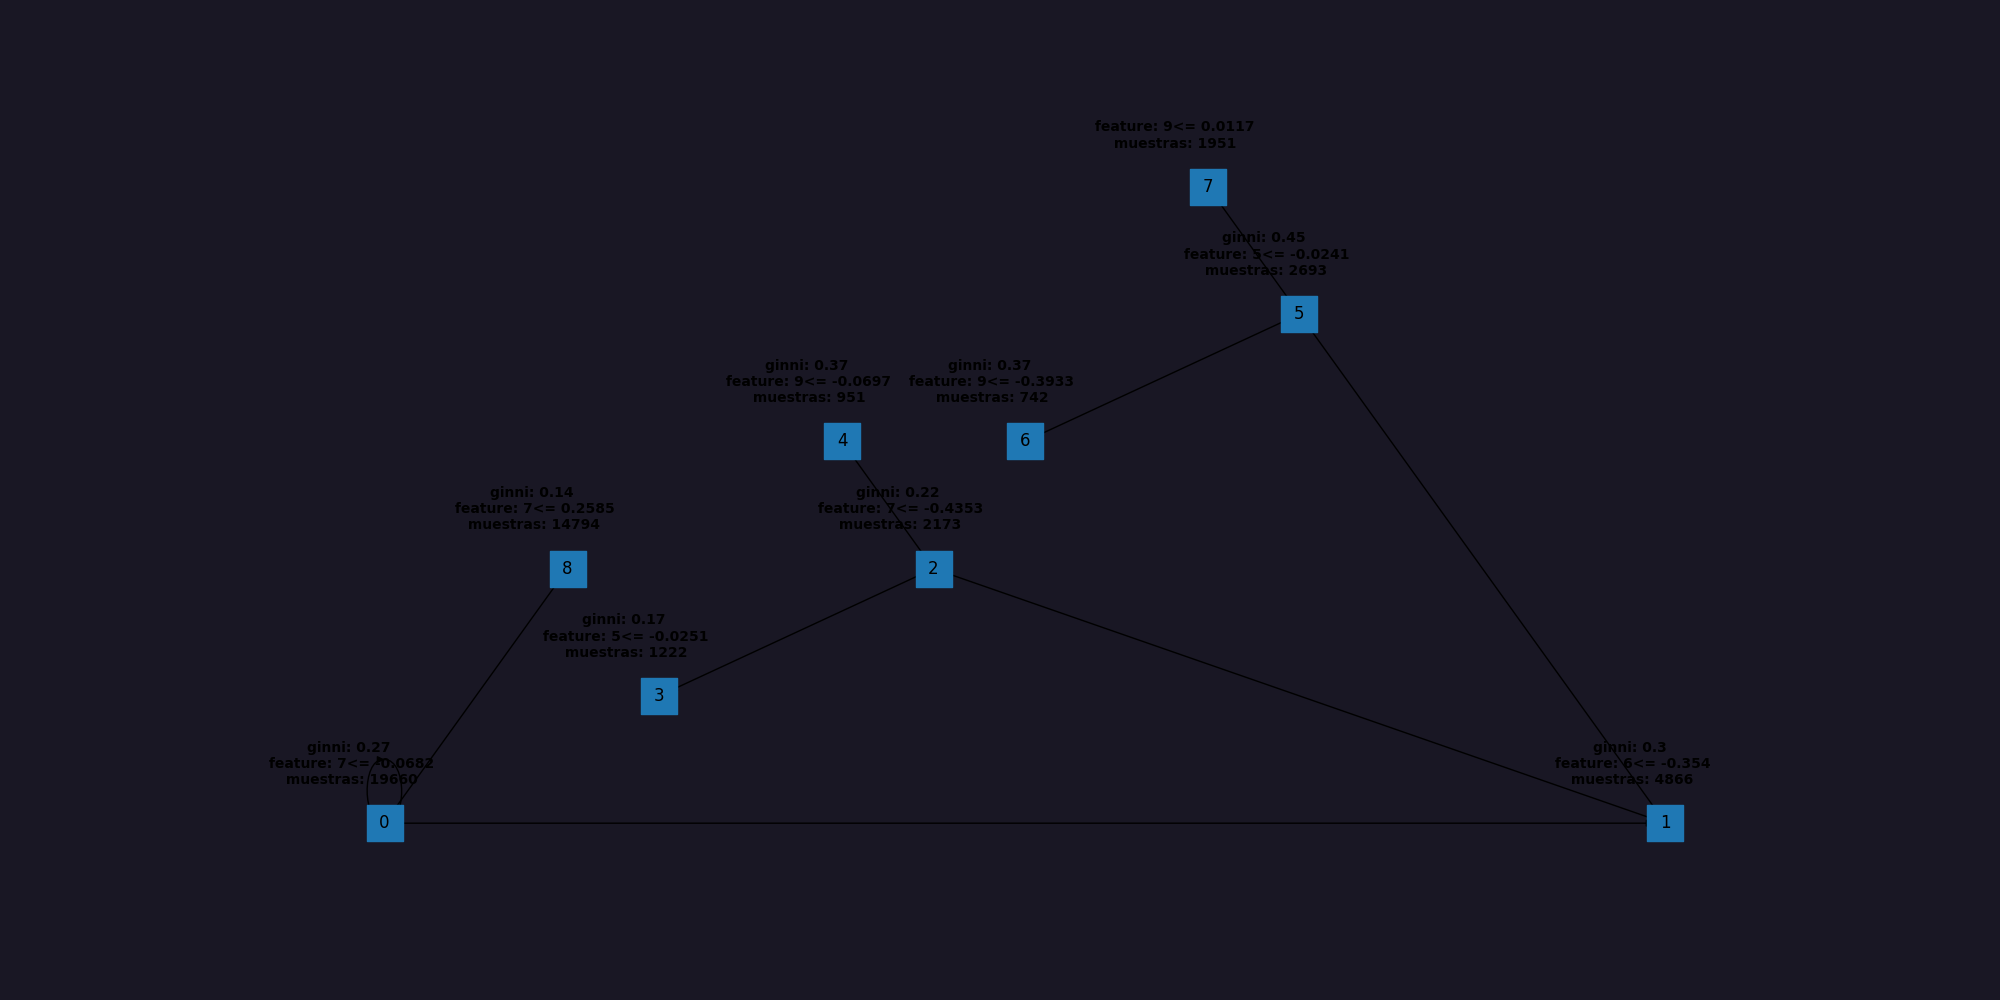 feature: 9<= 0.0117
muestras: 1951
7
ginni: 0.45
feature: 5<= -0.0241
muestras: 2693
5
ginni: 0.37
feature: 9<= -0.0697
muestras: 951
4
ginni: 0.37
feature: 9<= -0.3933
muestras: 742
6
ginni: 0.14
feature: 7<= 0.2585
muestras: 14794
8
ginni: 0.22
feature: 7<= -0.4353
muestras: 2173
2
ginni: 0.17
feature: 5<= -0.0251
muestras: 1222
3
ginni: 0.27
feature: 7<= -0.0682
muestras: 19660
0
ginni: 0.3
feature: 6<= -0.354
muestras: 4866
1